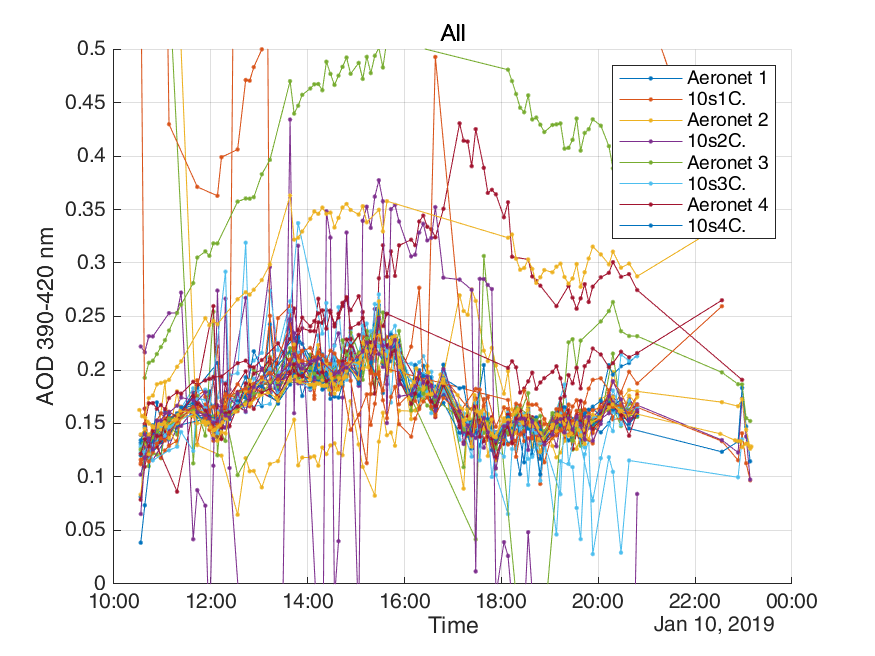 All
0.5
0.45
0.4
0.35
0.3
0.25
0.2
0.15
0.1
0.05
0
AOD 390-420 nm
Aeronet 1
10s1C.
Aeronet 2
10s2C.
Aeronet 3
10s3C.
Aeronet 4
10s4C.
10:00 12:00 14:00 16:00 18:00 20:00 22:00 00:00
Time
Jan 10, 2019